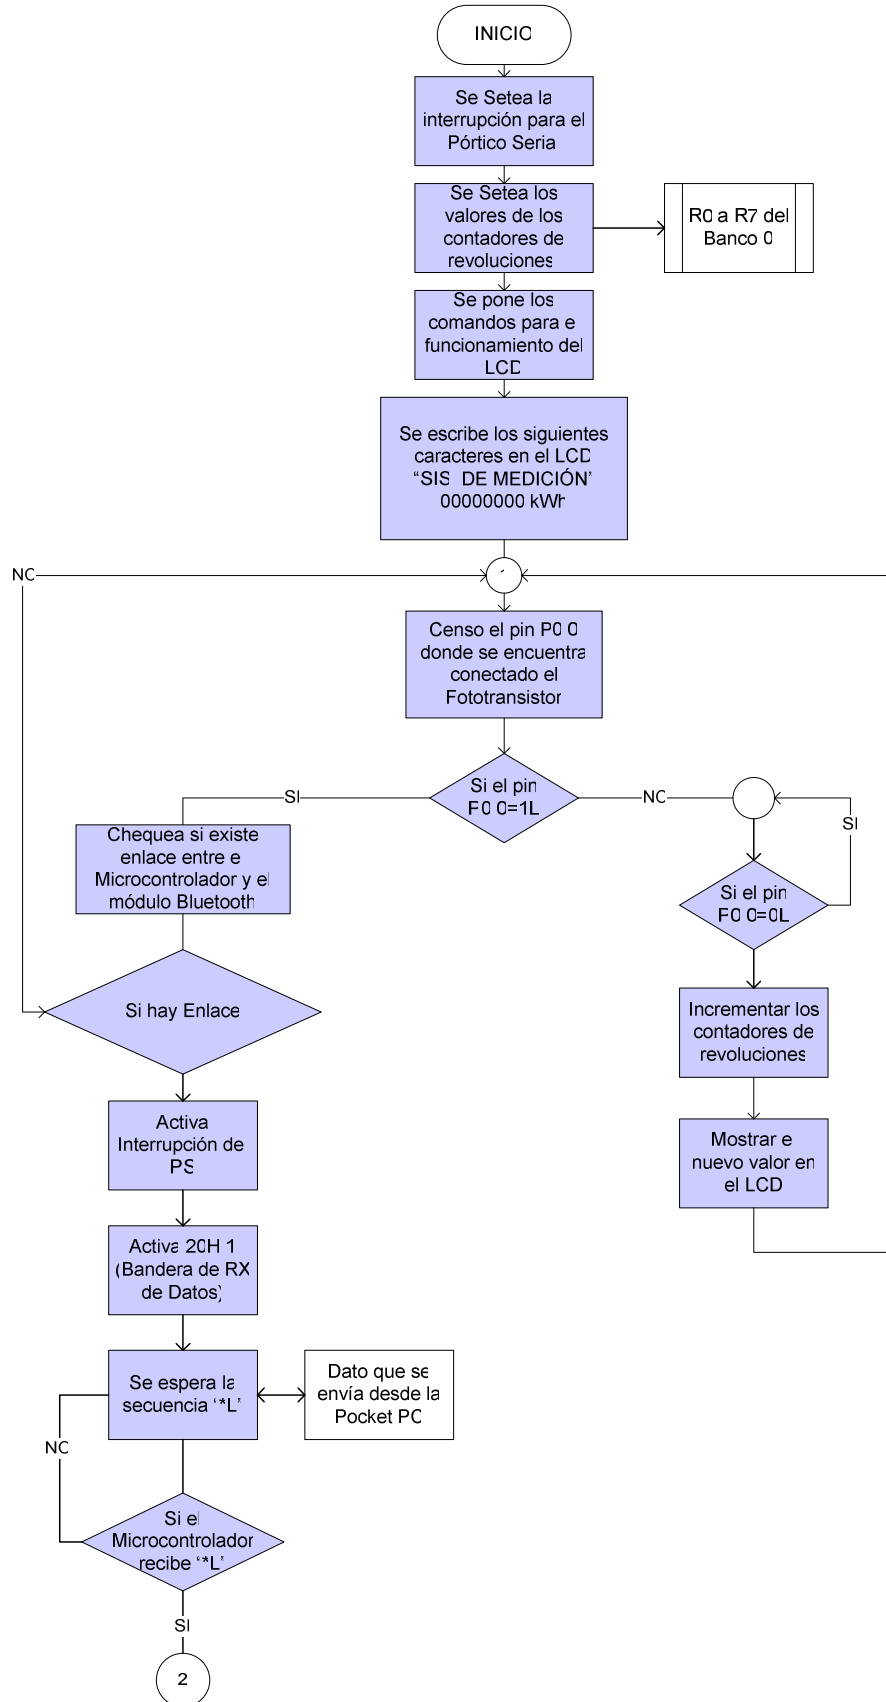 INICIO
Se Setea la
interrupción para el
Pórtico Seria
Se Setea los
valores de los
contadores de
revoluciones
R0 a R7 del
Banco 0
Se pone los
comandos para e
funcionamiento del
LCD
Se escribe los siguientes
caracteres en el LCD
“SIS DE MEDICIÓN”
00000000 kWh
NO
Censo el pin P0 0
donde se encuentra
conectado el
Fototransistor
Si el pin
P0 0=1L
SI
NO
SI
Chequea si existe
enlace entre e
Microcontrolador y el
módulo Bluetooth
Si el pin
P0 0=0L
Si hay Enlace
Incrementar los
contadores de
revoluciones
Activa
Interrupción de
PS
Mostrar e
nuevo valor en
el LCD
Activa 20H 1
(Bandera de RX
de Datos)
Se espera la
secuencia “*L”
Dato que se
envía desde la
Pocket PC
NO
Si el
Microcontrolador
recibe “*L”
SI
2